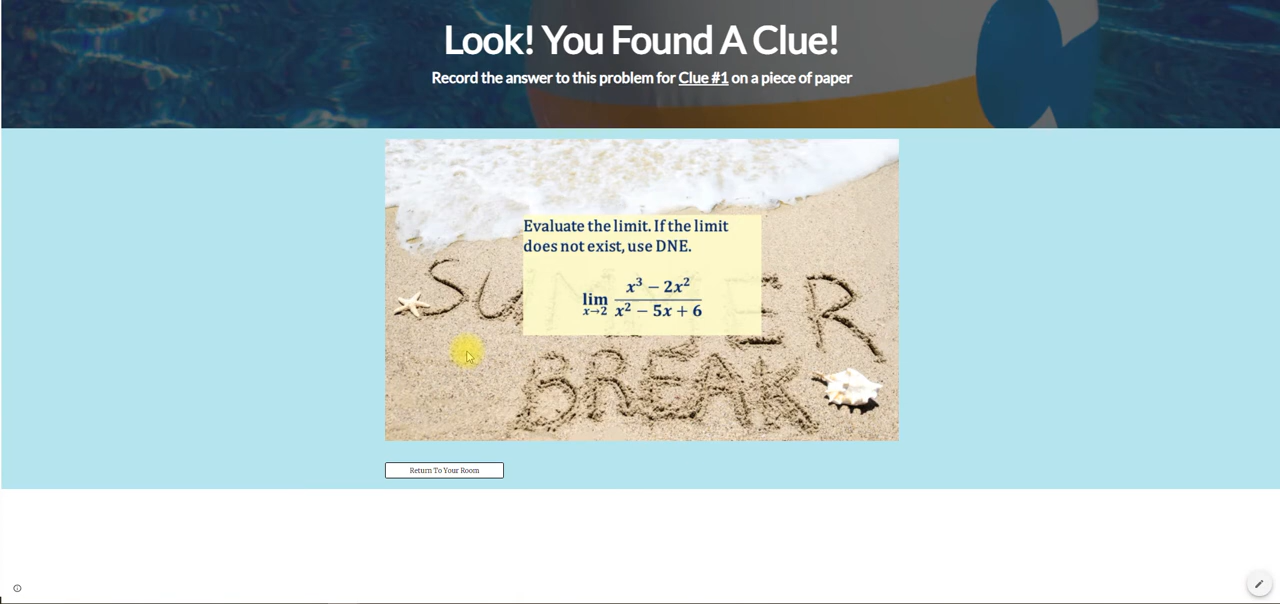 Look! You Found A Clue!
Record the answer to this problem for Clue #1 on a piece of paper
Evaluate the limit. If the limit
does not exist, use DNE.
lim x→2 (x³ − 2x²)/(x² − 5x + 6)
SUMMER
BREAK
Return To Your Room